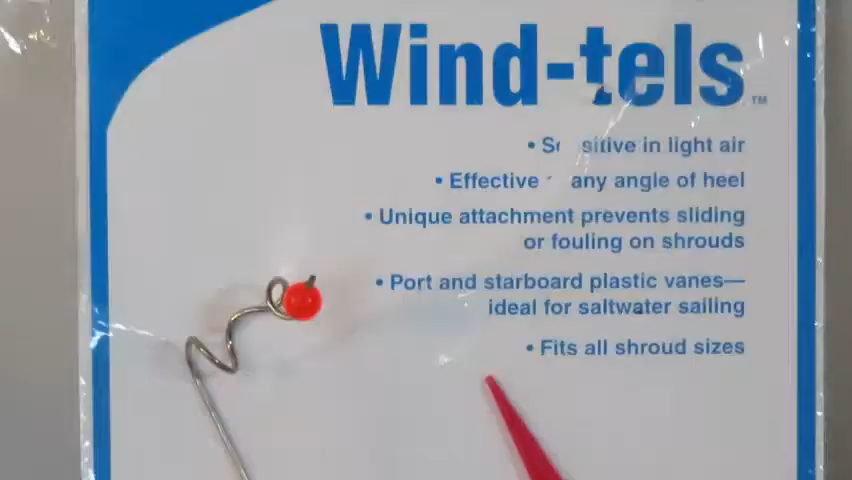 Wind-tels™
• in light air
• Effective any angle of heel
• Unique attachment prevents sliding
or fouling on shrouds
• Port and starboard plastic vanes—
ideal for saltwater sailing
• Fits all shroud sizes